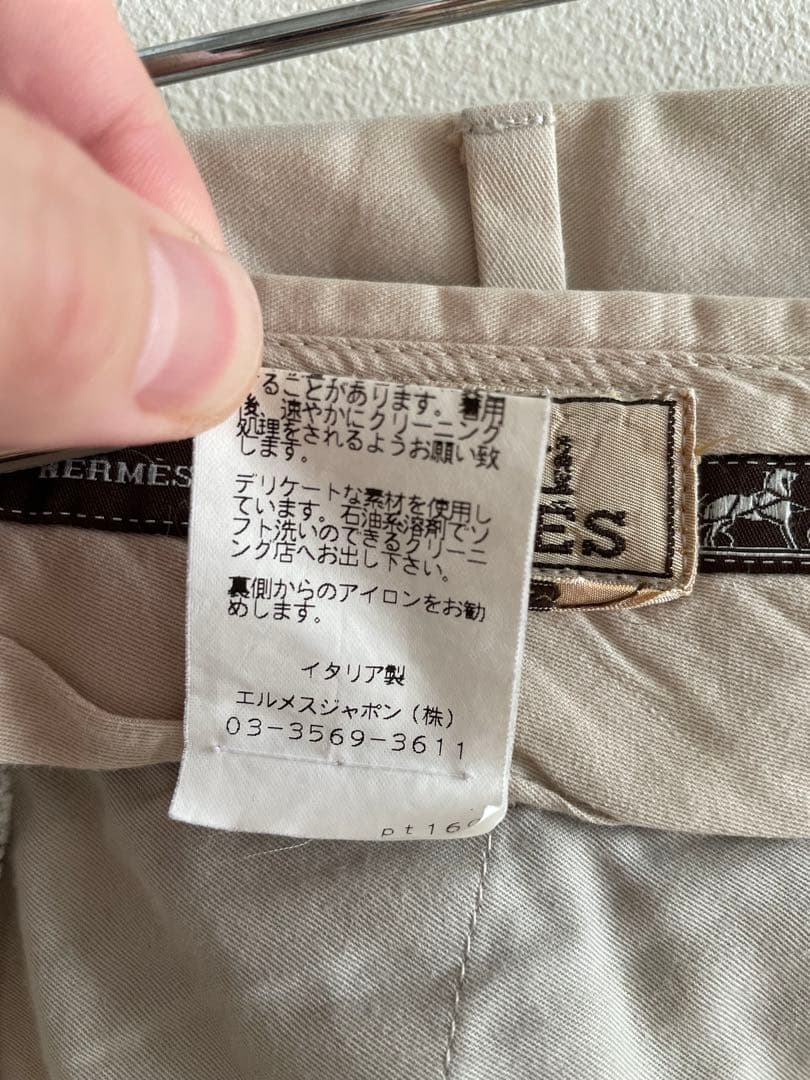 ることがあります。着用
後、速やかにクリーニング
処理をされるようお願い致
します。
デリケートな素材を使用し
ています。石油系溶剤でソ
フト洗いのできるクリーニ
ング店へお出し下さい。
裏側からのアイロンをお勧
めします。
イタリア製
エルメスジャポン(株)
03-3569-3611
HERMÈS
ES